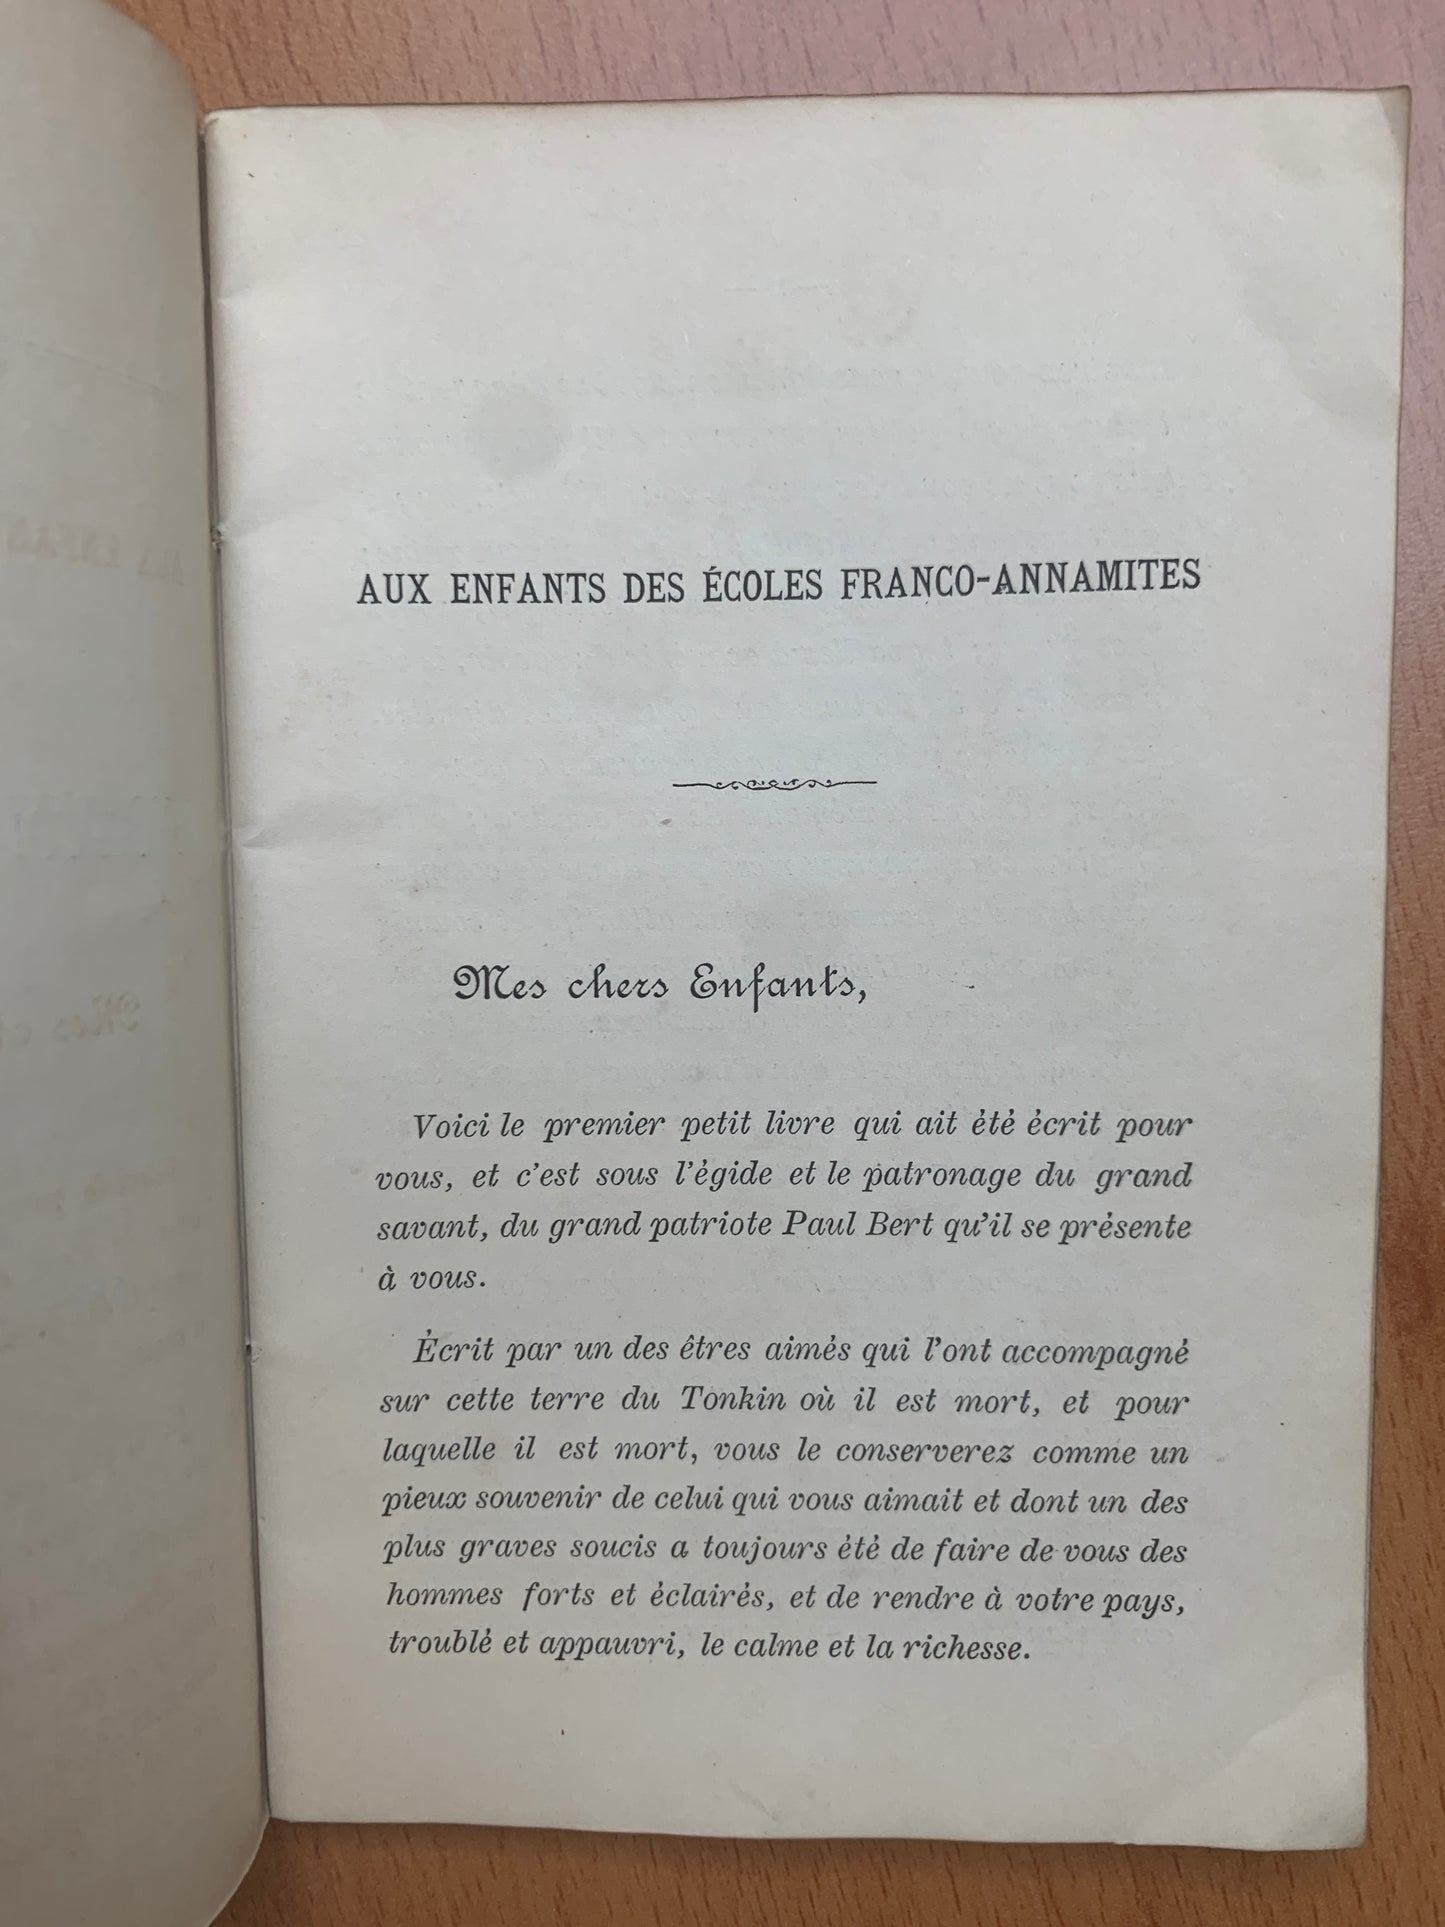 AUX ENFANTS DES ÉCOLES FRANCO-ANNAMITES
Mes chers Enfants,
Voici le premier petit livre qui ait été écrit pour
vous, et c'est sous l'égide et le patronage du grand
savant, du grand patriote Paul Bert qu'il se présente
à vous.
Écrit par un des êtres aimés qui l'ont accompagné
sur cette terre du Tonkin où il est mort, et pour
laquelle il est mort, vous le conserverez comme un
pieux souvenir de celui qui vous aimait et dont un des
plus graves soucis a toujours été de faire de vous des
hommes forts et éclairés, et de rendre à votre pays,
troublé et appauvri, le calme et la richesse.